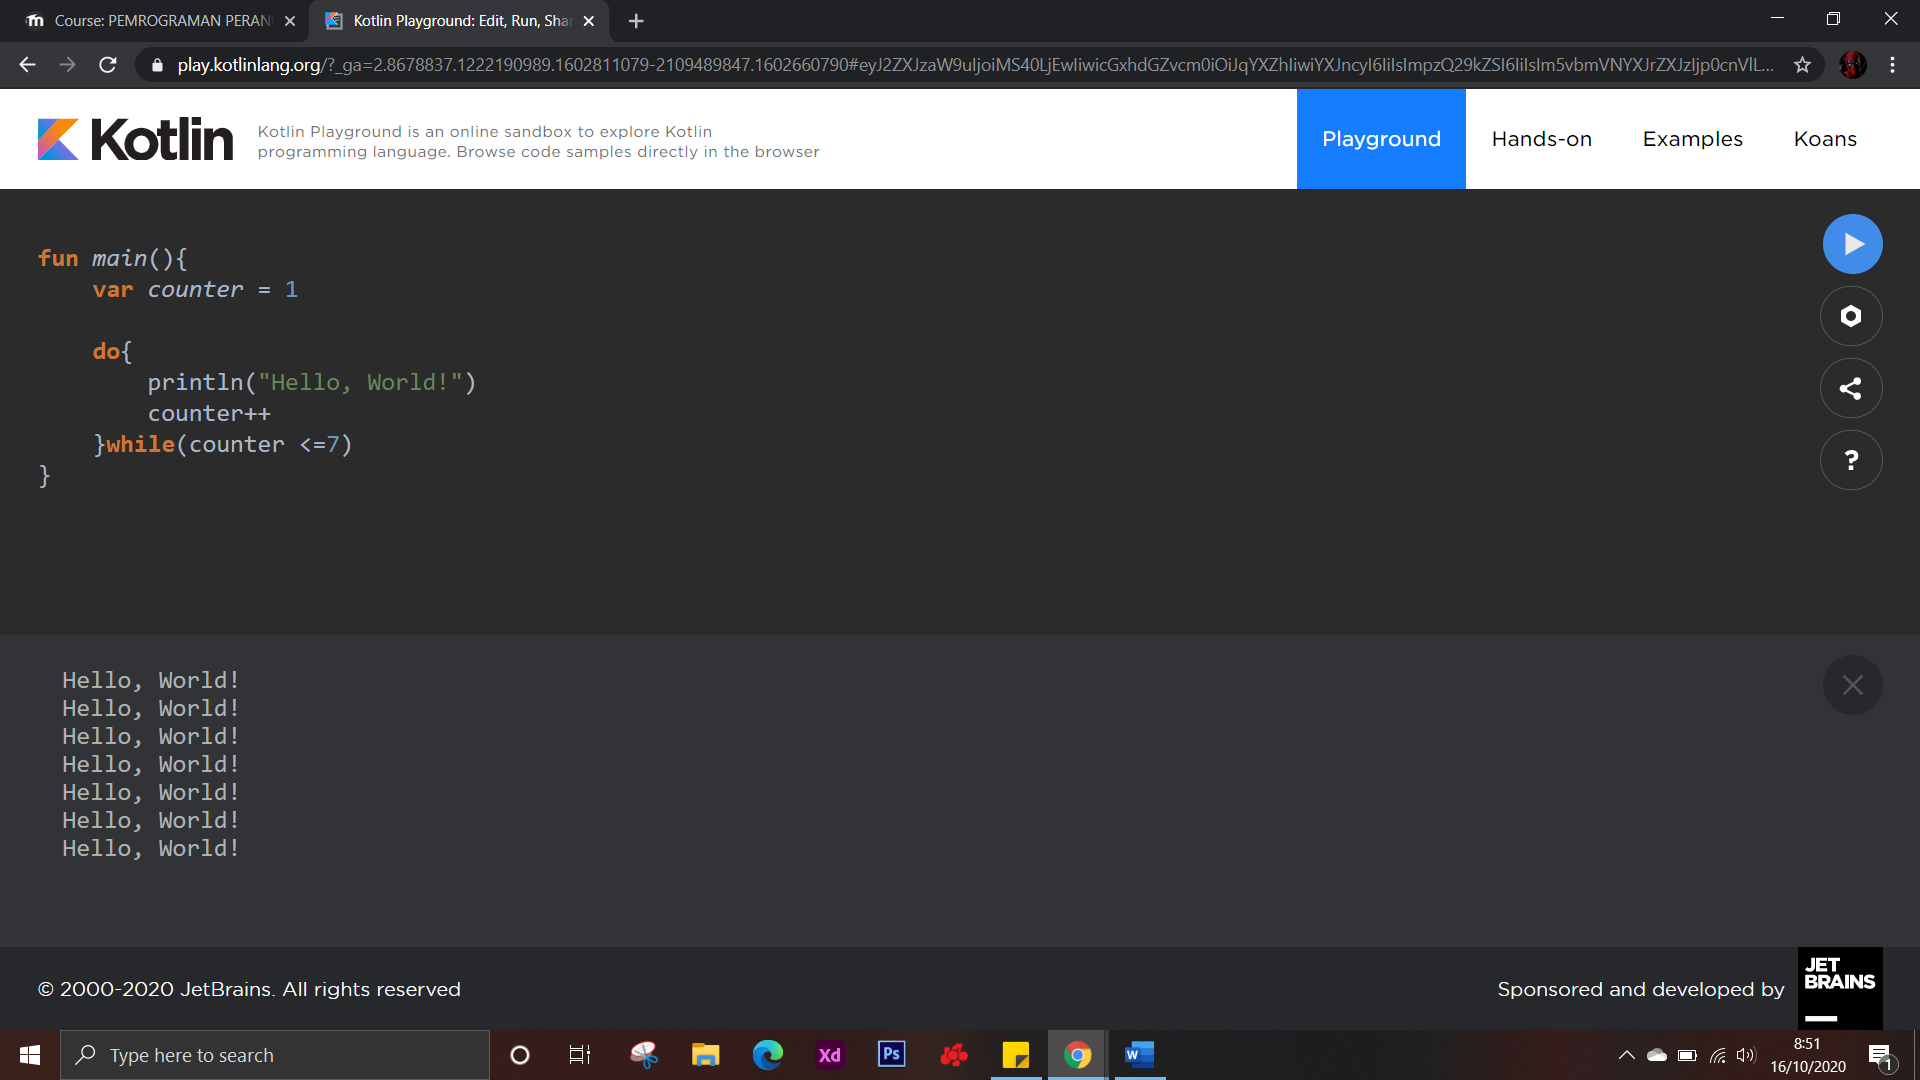 Course: PEMROGRAMAN PERAN
Kotlin Playground: Edit, Run, Shar
play.kotlinlang.org/?_ga=2.8678837.1222190989.1602811079-2109489847.1602660790#
Kotlin
Kotlin Playground is an online sandbox to explore Kotlin
programming language. Browse code samples directly in the browser
Playground
Hands-on
Examples
Koans
fun main(){
    var counter = 1
    do{
        println("Hello, World!")
        counter++
    }while(counter <=7)
}
?
Hello, World!
Hello, World!
Hello, World!
Hello, World!
Hello, World!
Hello, World!
Hello, World!
© 2000-2020 JetBrains. All rights reserved
Sponsored and developed by
JET
BRAINS
Type here to search
Xd
Ps
W
8:51
16/10/2020
1